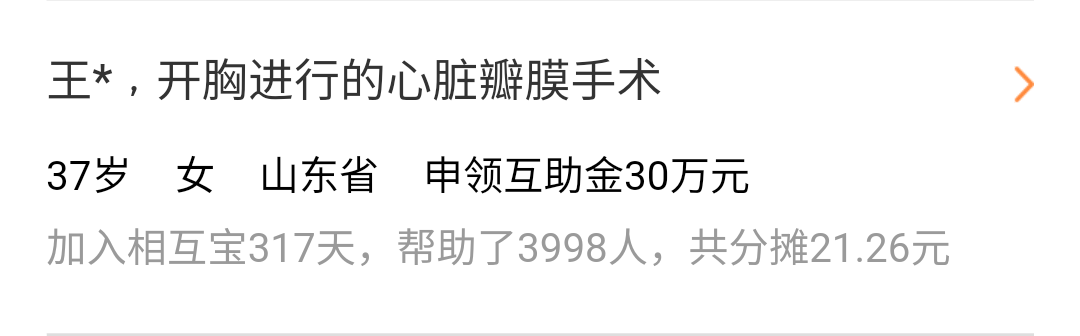 王*，开胸进行的心脏瓣膜手术
37岁 女 山东省 申领互助金30万元
加入相互宝317天，帮助了3998人，共分摊21.26元